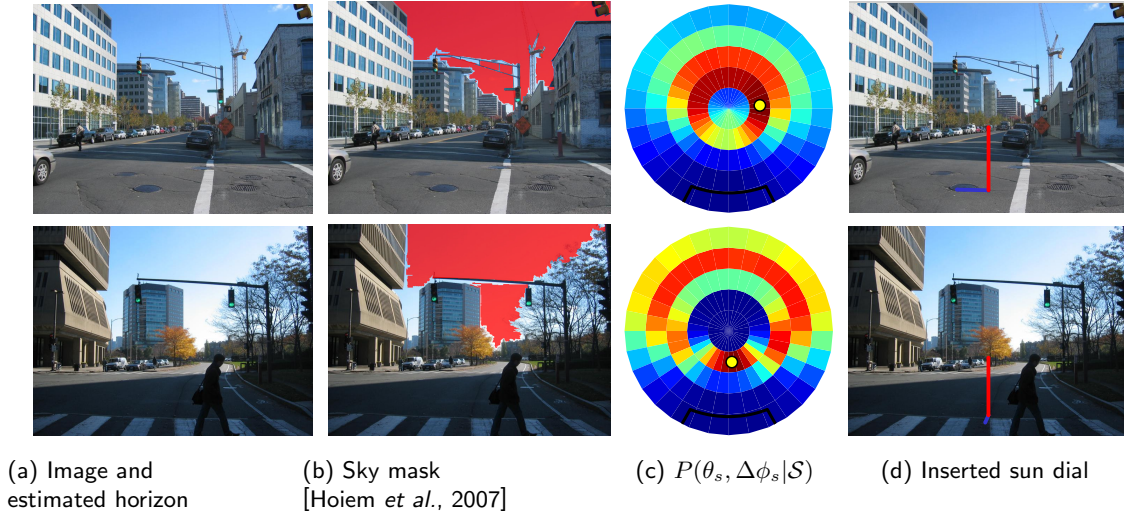 (a) Image and
estimated horizon
(b) Sky mask
[Hoiem et al., 2007]
(c) P(θₛ, Δϕₛ|𝒮)
(d) Inserted sun dial